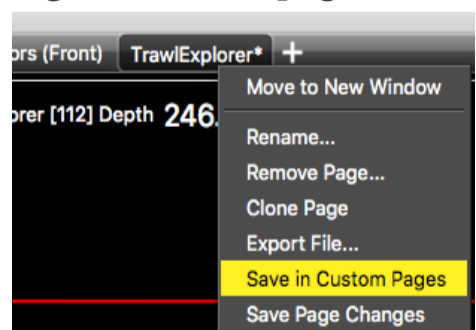 ors (Front) TrawlExplorer* +
Move to New Window
orer [112] Depth 246.
Rename...
Remove Page...
Clone Page
Export File...
Save in Custom Pages
Save Page Changes